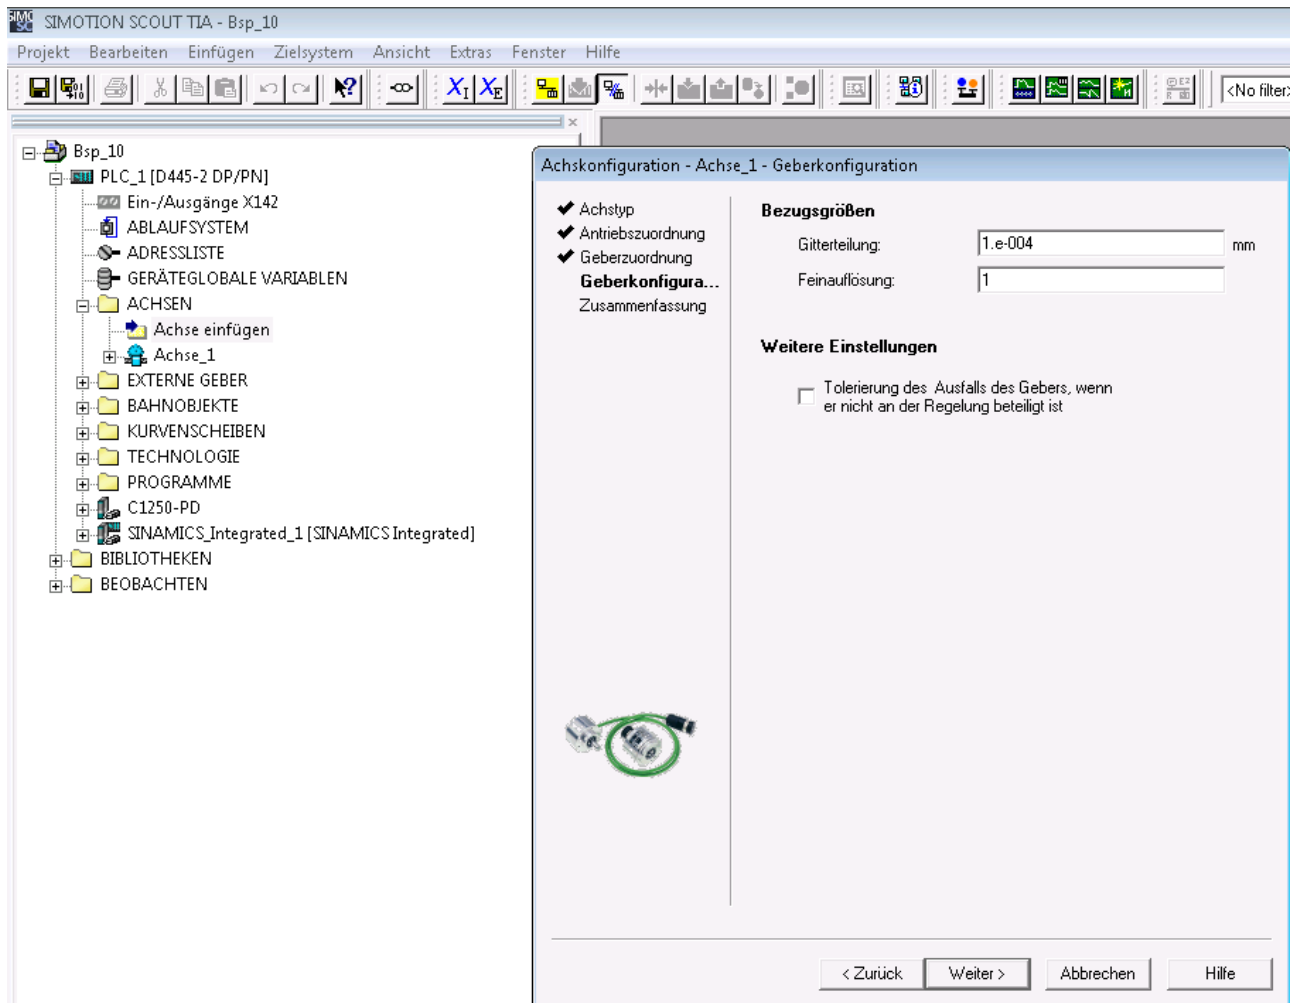 SIMOTION SCOUT TIA - Bsp_10
Projekt Bearbeiten Einfügen Zielsystem Ansicht Extras Fenster Hilfe
<No filter>
Bsp_10
PLC_1 [D445-2 DP/PN]
Ein-/Ausgänge X142
ABLAUFSYSTEM
ADRESSLISTE
GERÄTEGLOBALE VARIABLEN
ACHSEN
Achse einfügen
Achse_1
EXTERNE GEBER
BAHNOBJEKTE
KURVENSCHEIBEN
TECHNOLOGIE
PROGRAMME
C1250-PD
SINAMICS_Integrated_1 [SINAMICS Integrated]
BIBLIOTHEKEN
BEOBACHTEN
Achskonfiguration - Achse_1 - Geberkonfiguration
Achstyp
Antriebszuordnung
Geberzuordnung
Geberkonfigura...
Zusammenfassung
Bezugsgrößen
Gitterteilung: 1.e-004 mm
Feinauflösung: 1
Weitere Einstellungen
Tolerierung des Ausfalls des Gebers, wenn
er nicht an der Regelung beteiligt ist
< Zurück Weiter > Abbrechen Hilfe